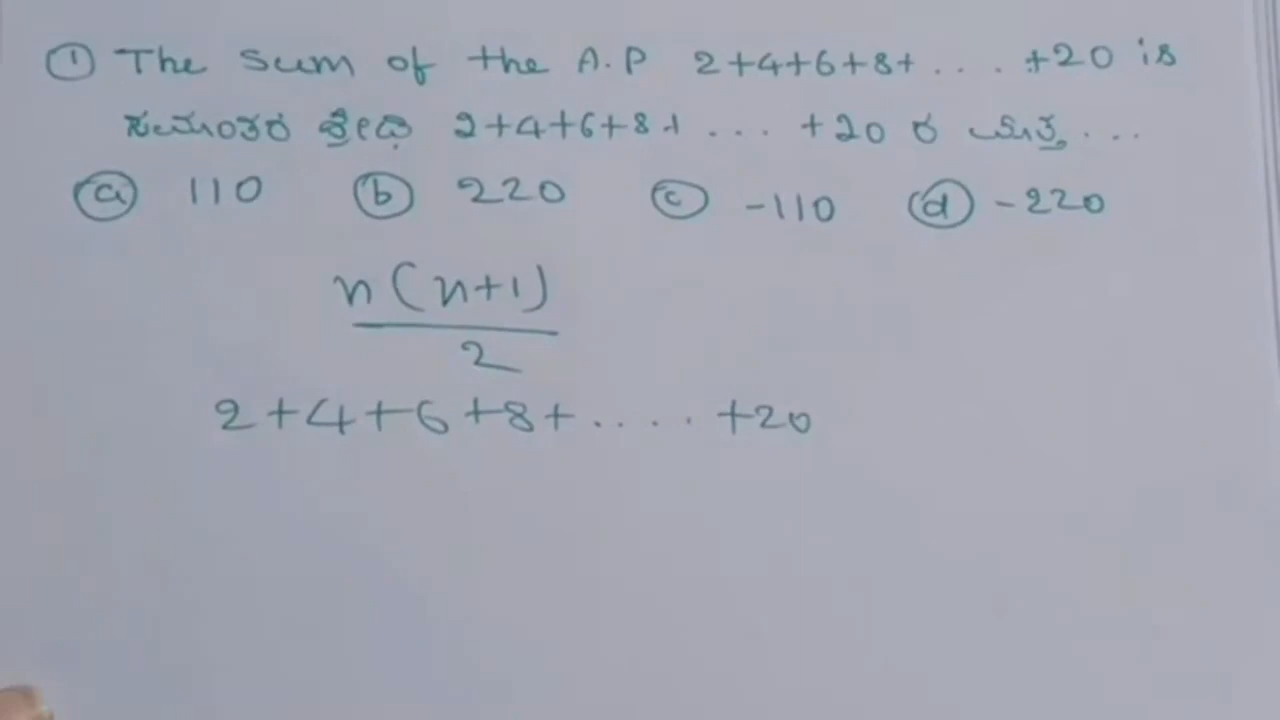 ① The sum of the A.P 2+4+6+8+ .... +20 is
ಸಮಾಂತರ ಶ್ರೇಢಿ 2+4+6+8+ ... +20 ರ ಮೊತ್ತ ...
ⓐ 110 ⓑ 220 ⓒ -110 ⓓ -220
n(n+1)
2
2+4+6+8+ ..... +20